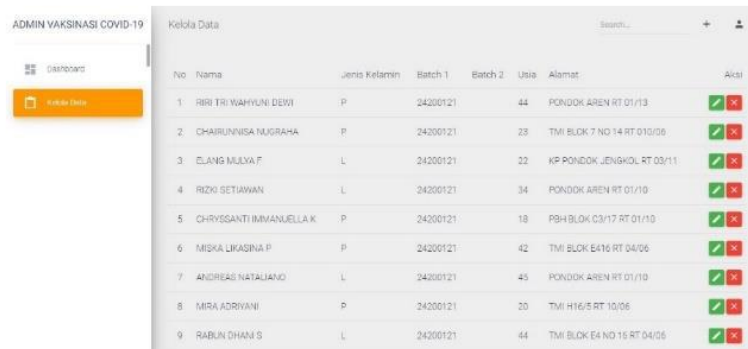 ADMIN VAKSINASI COVID-19
Kelola Data
Search...
Dashboard
Kelola Data
No Nama Jenis Kelamin Batch 1 Batch 2 Usia Alamat Aksi
1 RIRI TRI WAHYUNI DEWI P 24200121 44 PONDOK AREN RT 01/13
2 CHAIRUNNISA NUGRAHA P 24200121 23 TMI BLOK 7 NO 14 RT 010/06
3 ELANG MULYA F L 24200121 22 KP PONDOK JENGKOL RT 03/11
4 RIZKI SETIAWAN L 24200121 34 PONDOK AREN RT 01/10
5 CHRYSSANTI IMMANUELLA K P 24200121 18 PBH BLOK C3/17 RT 01/10
6 MISKA LIKASINA P P 24200121 42 TMI BLOK E416 RT 04/06
7 ANDREAS NATALIANO L 24200121 45 PONDOK AREN RT 01/10
8 MIRA ADRIYANI P 24200121 20 TMI H16/5 RT 10/06
9 RABUN DHANI S L 24200121 44 TMI BLOK E4 NO 15 RT 04/06